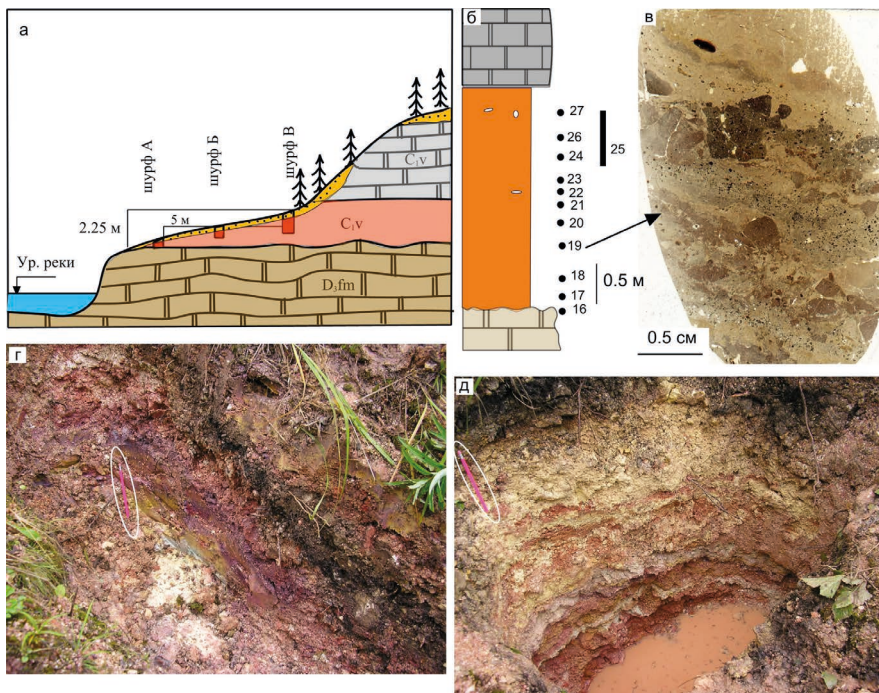 а
шурф А
шурф Б
шурф В
C₁v
2.25 м
5 м
C₁v
Ур. реки
D₃fm
б
27
26
24
25
23
22
21
20
19
18
17
16
0.5 м
в
0.5 см
г
д